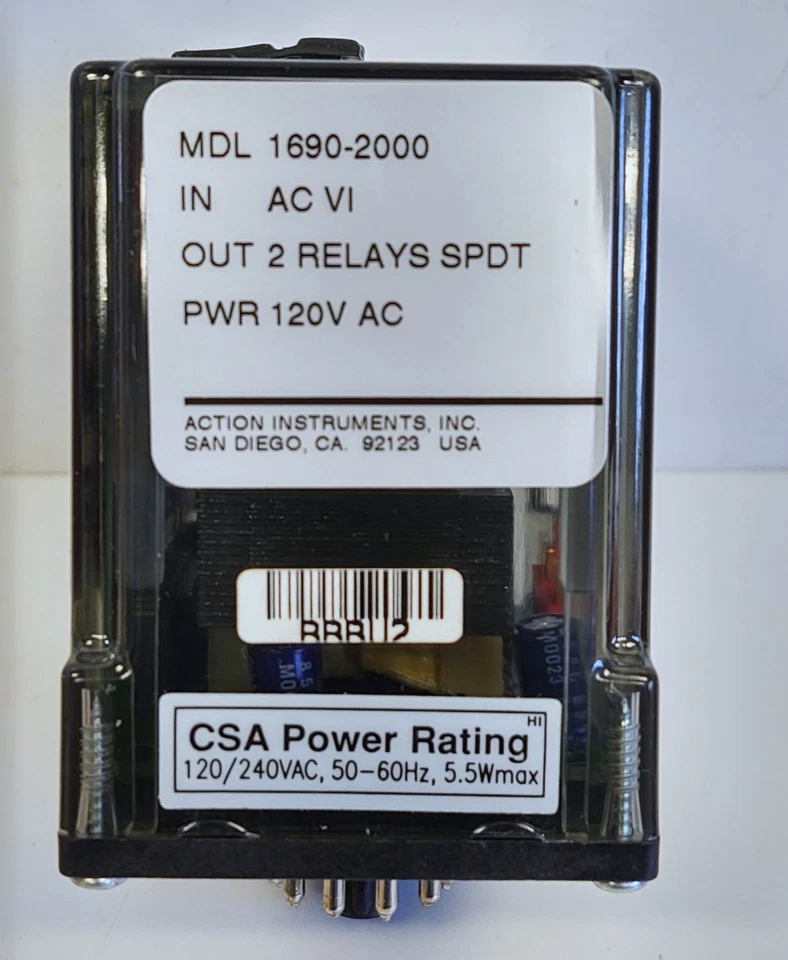 MDL 1690-2000
IN AC VI
OUT 2 RELAYS SPDT
PWR 120V AC
ACTION INSTRUMENTS, INC.
SAN DIEGO, CA. 92123 USA
HI
CSA Power Rating
120/240VAC, 50-60Hz, 5.5Wmax